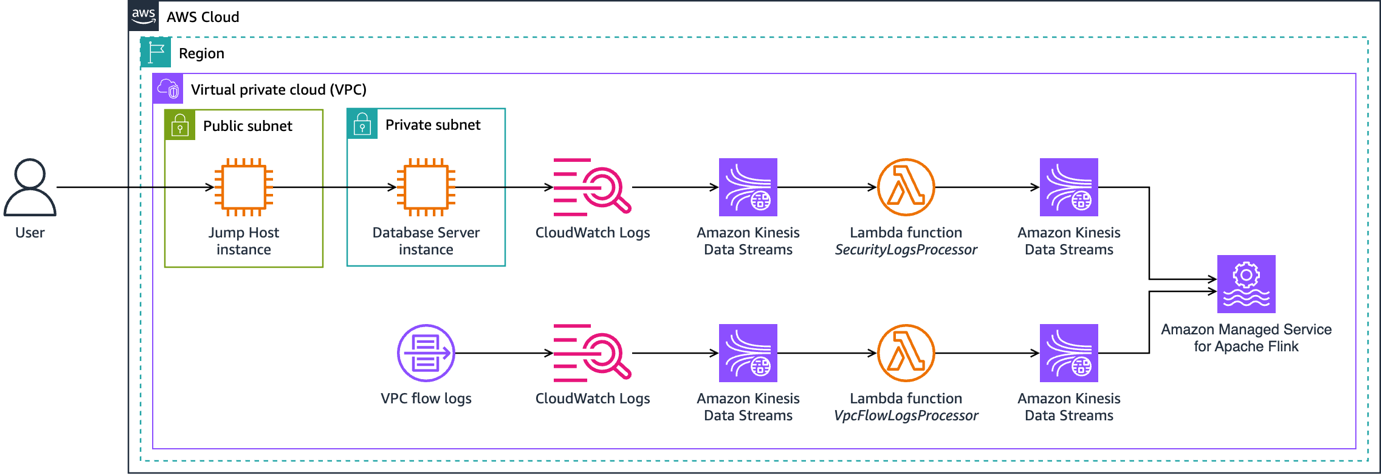 aws
AWS Cloud
Region
Virtual private cloud (VPC)
Public subnet
Private subnet
User
Jump Host
instance
Database Server
instance
CloudWatch Logs
Amazon Kinesis
Data Streams
Lambda function
SecurityLogsProcessor
Amazon Kinesis
Data Streams
Amazon Managed Service
for Apache Flink
VPC flow logs
CloudWatch Logs
Amazon Kinesis
Data Streams
Lambda function
VpcFlowLogsProcessor
Amazon Kinesis
Data Streams